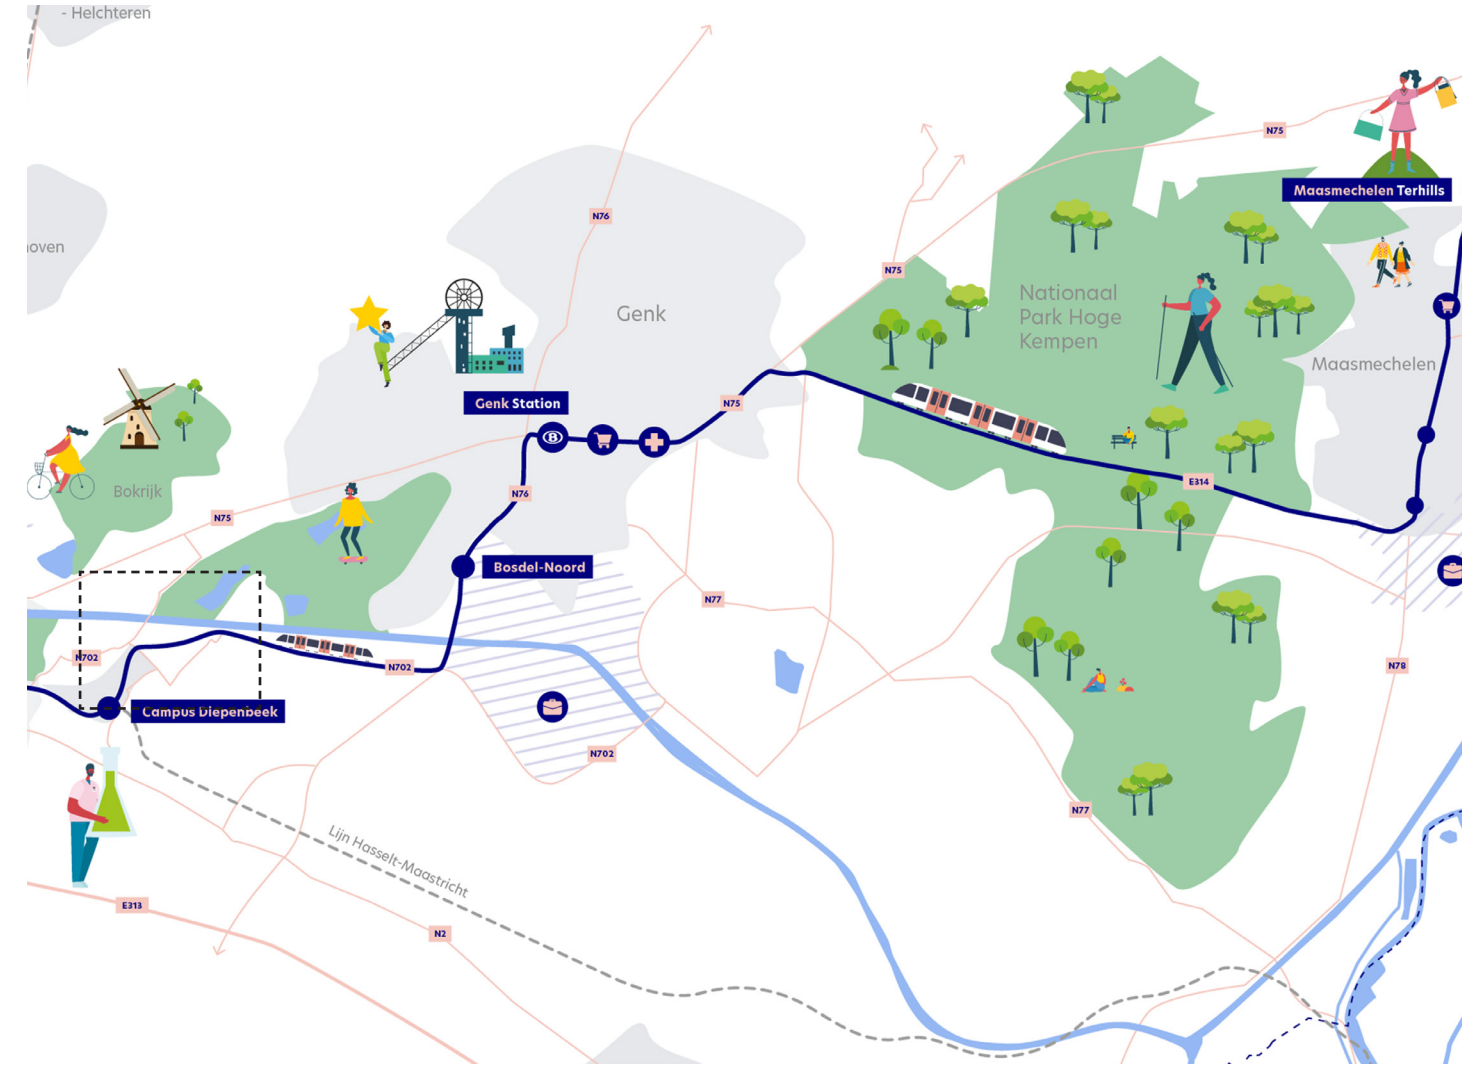 - Helchteren
N75
Maasmechelen Terhills
N76
oven
N75
Nationaal
Park Hoge
Kempen
Genk
Maasmechelen
Genk Station
N75
B
Bokrijk
E314
N76
N75
Bosdel-Noord
N77
N702
N702
N78
Campus Diepenbeek
N702
N77
Lijn Hasselt-Maastricht
E313
N2